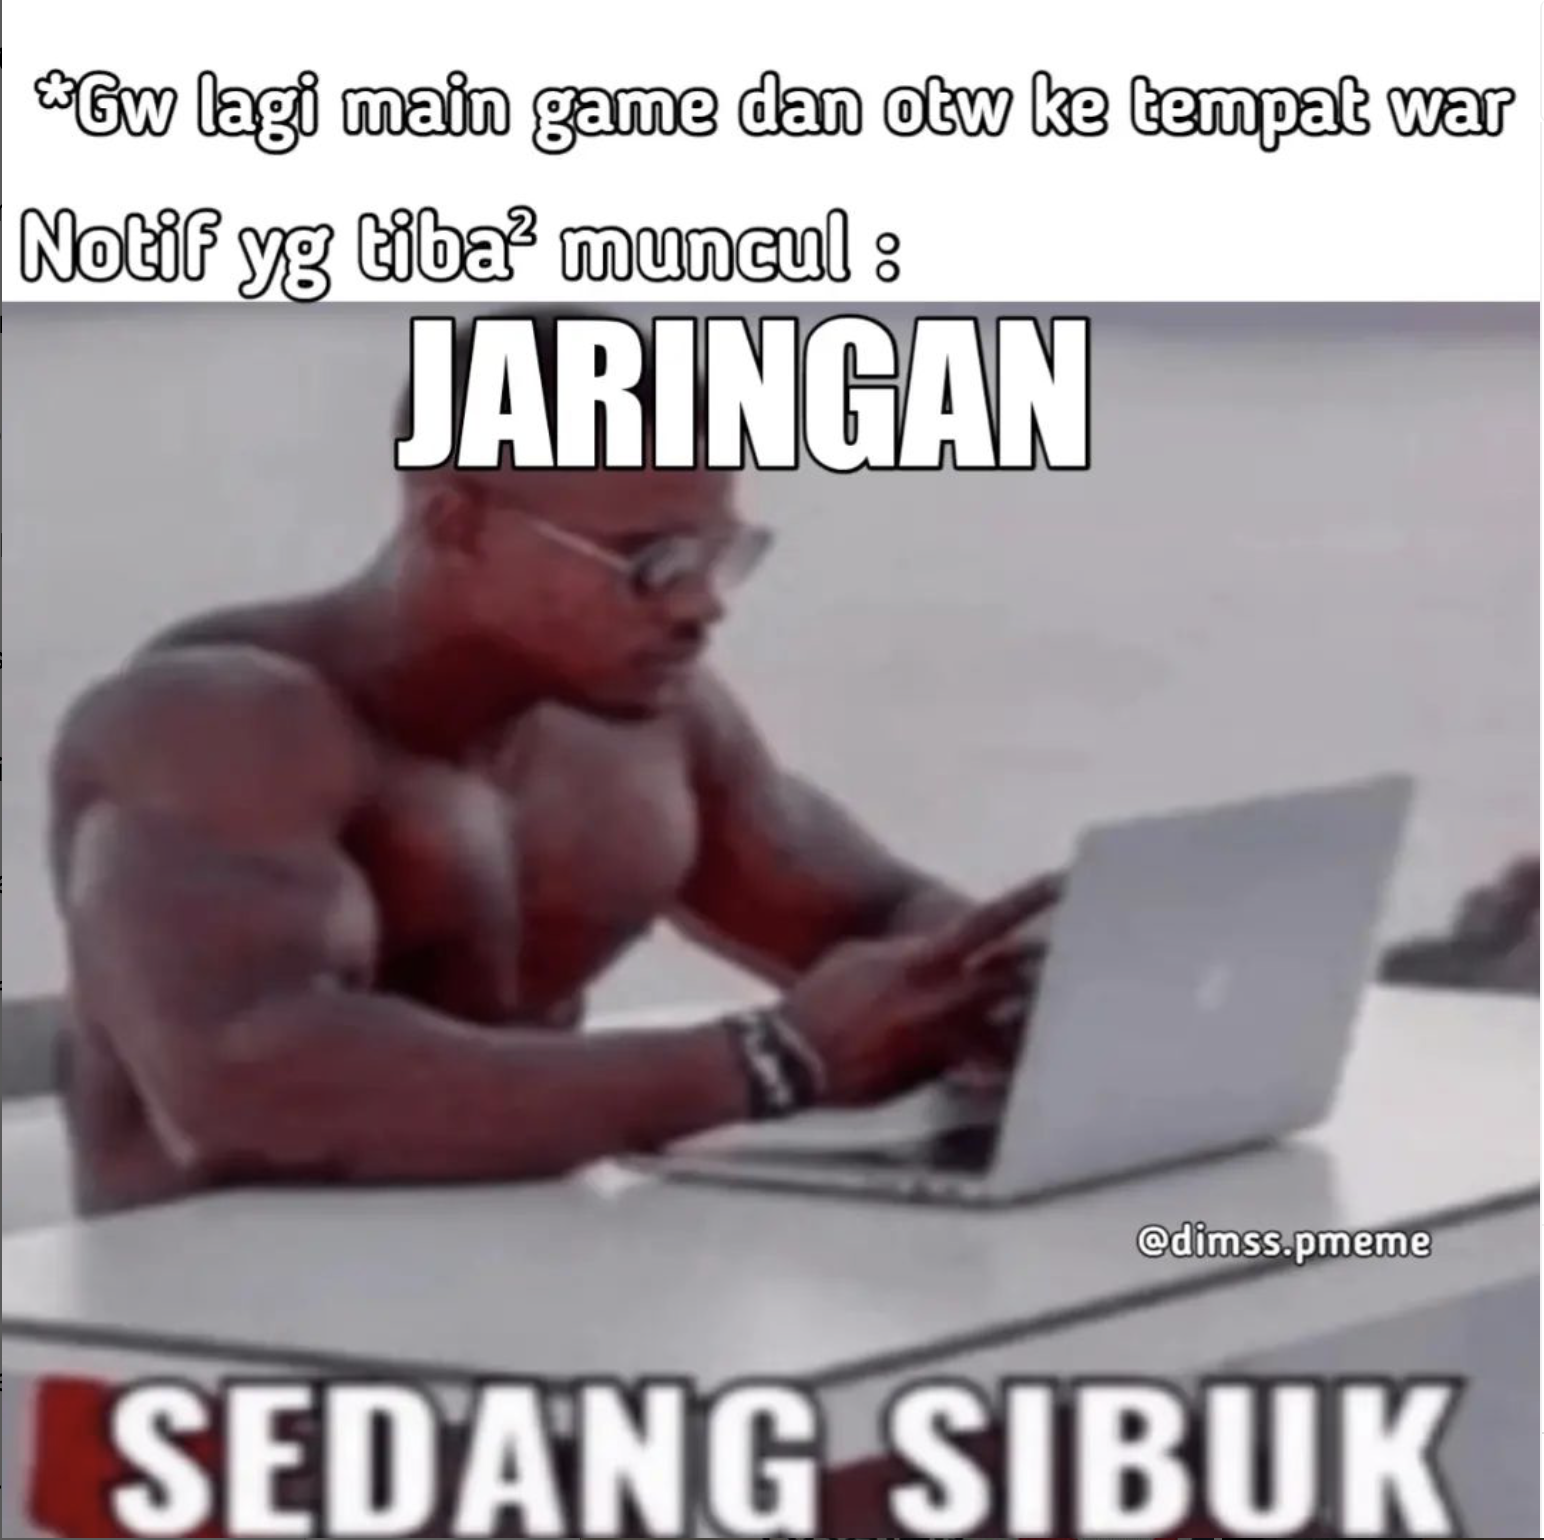 *Gw lagi main game dan otw ke tempat war
Notif yg tiba² muncul :
JARINGAN
@dimss.pmeme
SEDANG SIBUK